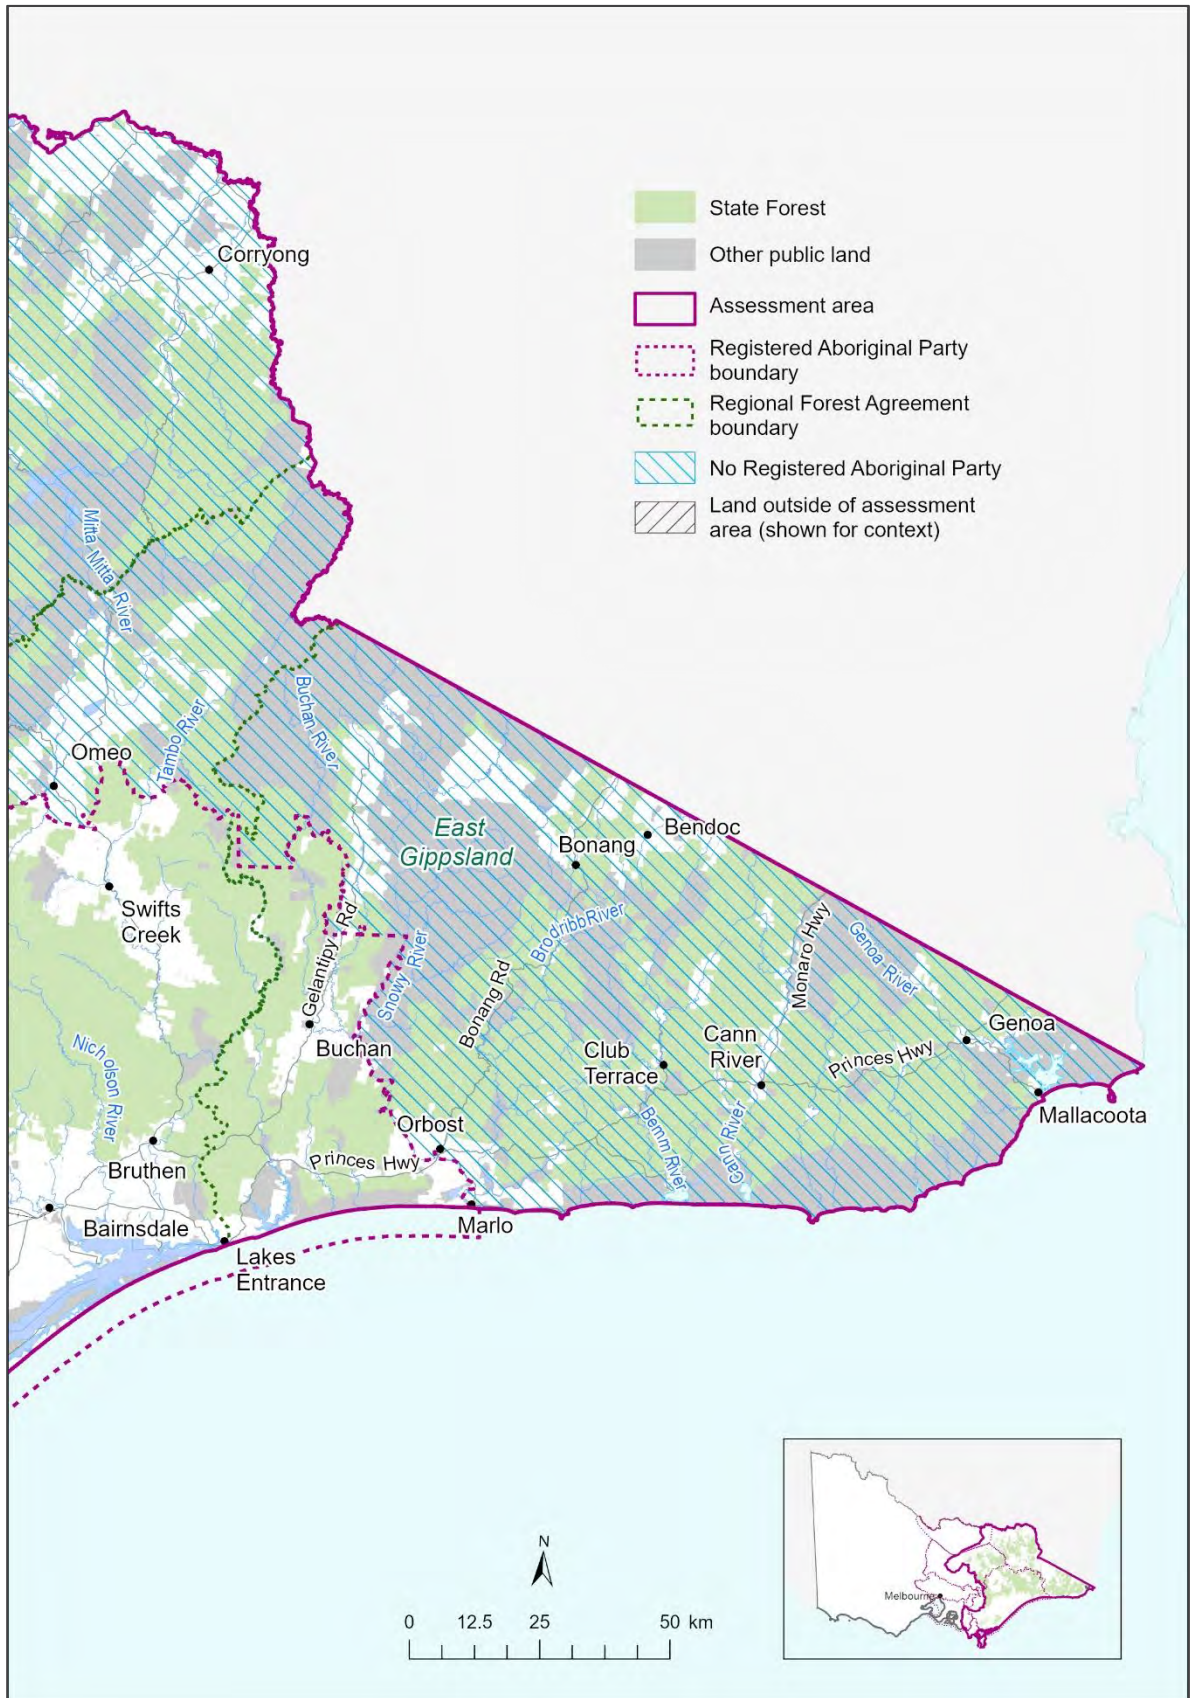 Corryong
State Forest
Other public land
Assessment area
Registered Aboriginal Party
boundary
Regional Forest Agreement
boundary
No Registered Aboriginal Party
Land outside of assessment
area (shown for context)
Mitta Mitta River
Buchan River
Tambo River
Omeo
East
Gippsland
Bendoc
Bonang
Swifts
Creek
Gelantipy Rd
Snowy River
Brodribb River
Bonang Rd
Monaro Hwy
Genoa River
Buchan
Nicholson River
Club
Terrace
Cann
River
Princes Hwy
Genoa
Mallacoota
Orbost
Bemm River
Cann River
Bruthen
Princes Hwy
Bairnsdale
Marlo
Lakes
Entrance
N
0 12.5 25 50 km
Melbourne